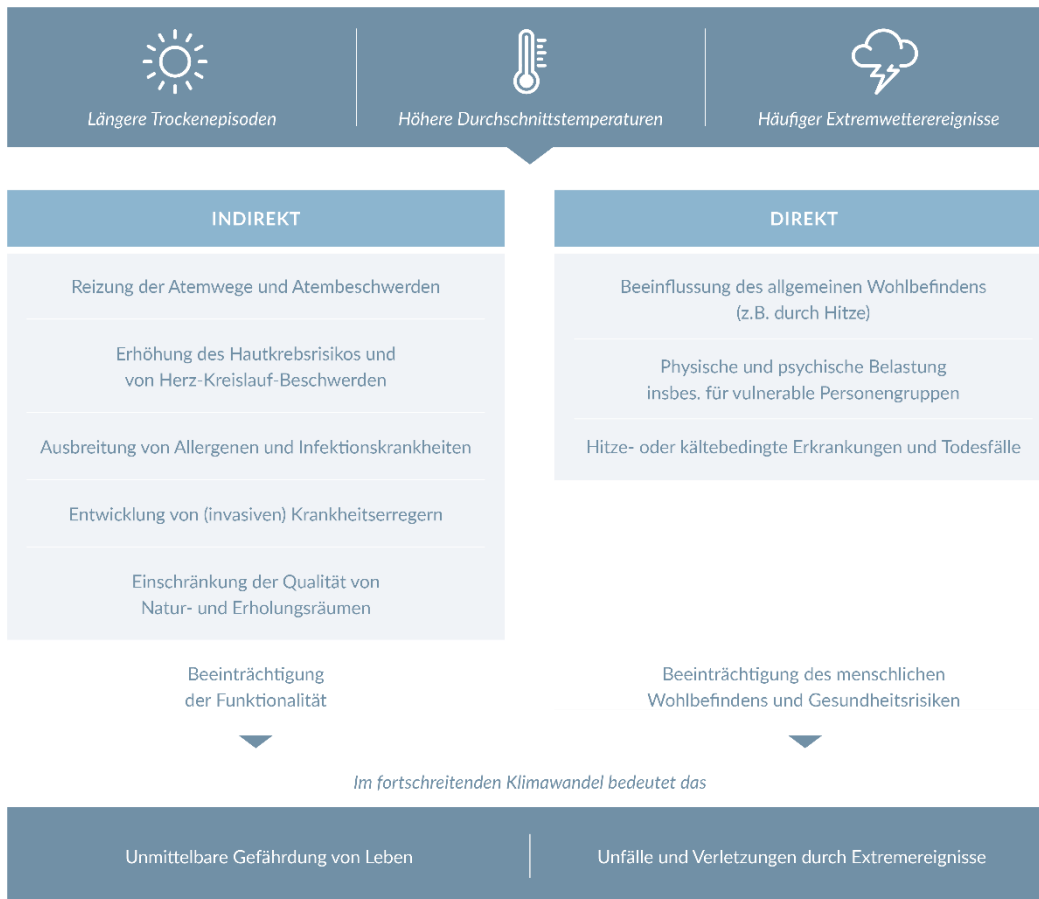 Längere Trockenepisoden
Höhere Durchschnittstemperaturen
Häufiger Extremwetterereignisse
INDIREKT
Reizung der Atemwege und Atembeschwerden
Erhöhung des Hautkrebsrisikos und
von Herz-Kreislauf-Beschwerden
Ausbreitung von Allergenen und Infektionskrankheiten
Entwicklung von (invasiven) Krankheitserregern
Einschränkung der Qualität von
Natur- und Erholungsräumen
Beeinträchtigung
der Funktionalität
DIREKT
Beeinflussung des allgemeinen Wohlbefindens
(z.B. durch Hitze)
Physische und psychische Belastung
insbes. für vulnerable Personengruppen
Hitze- oder kältebedingte Erkrankungen und Todesfälle
Beeinträchtigung des menschlichen
Wohlbefindens und Gesundheitsrisiken
Im fortschreitenden Klimawandel bedeutet das
Unmittelbare Gefährdung von Leben
Unfälle und Verletzungen durch Extremereignisse